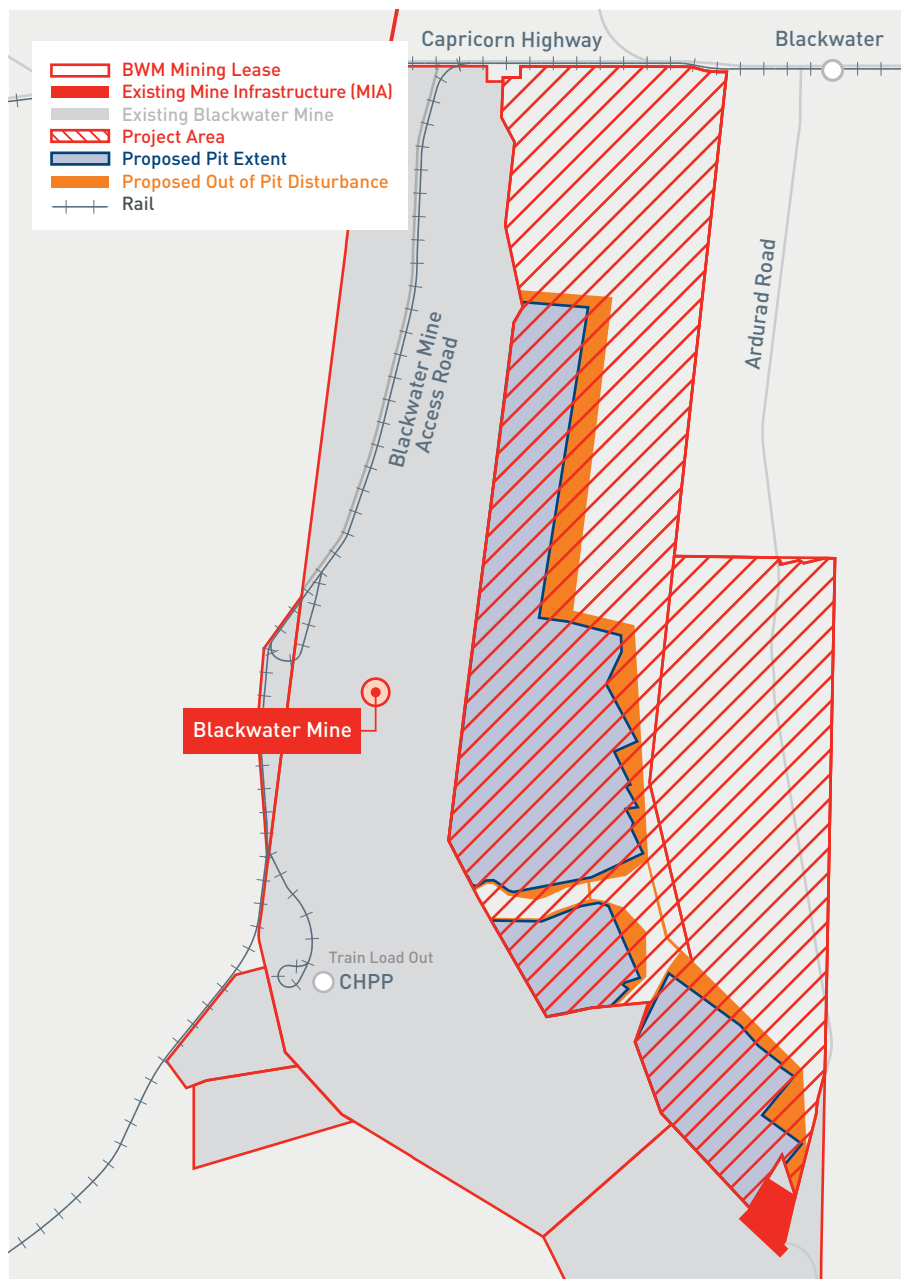 Capricorn Highway
Blackwater
BWM Mining Lease
Existing Mine Infrastructure (MIA)
Existing Blackwater Mine
Project Area
Proposed Pit Extent
Proposed Out of Pit Disturbance
Rail
Ardurad Road
Blackwater Mine
Access Road
Blackwater Mine
Train Load Out
CHPP